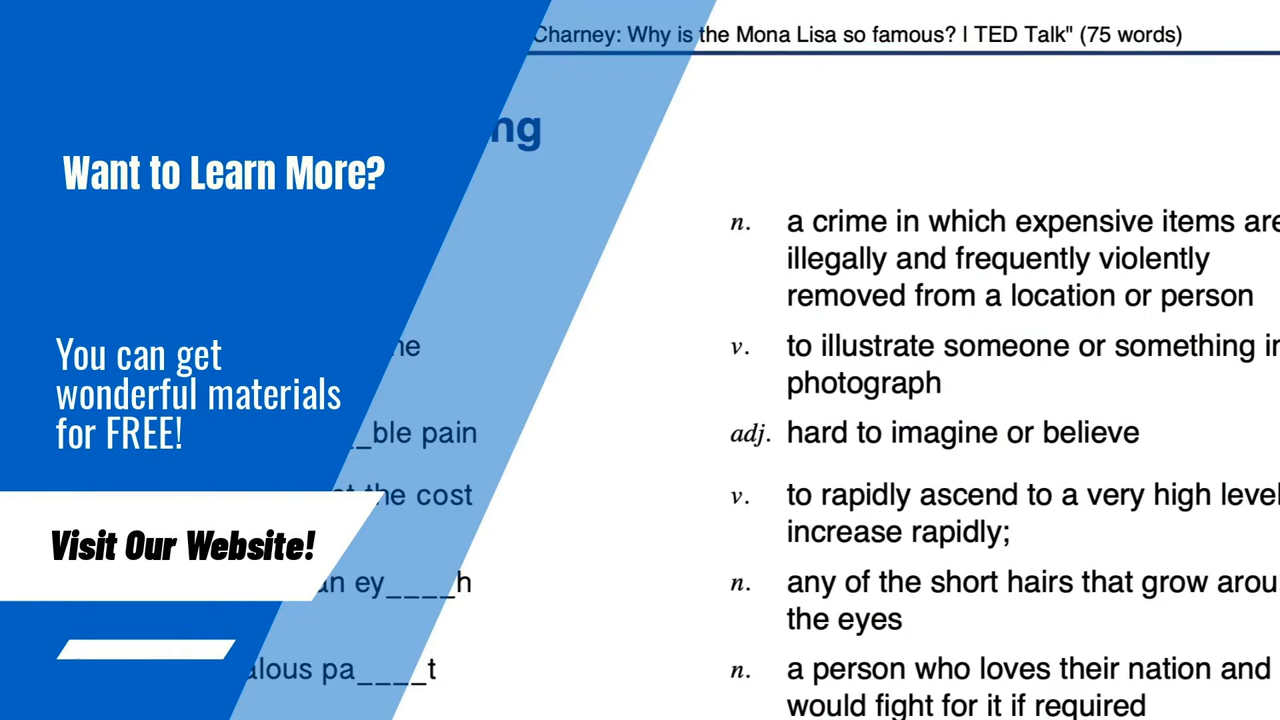 Charney: Why is the Mona Lisa so famous? | TED Talk" (75 words)
Want to Learn More?
You can get
wonderful materials
for FREE!
Visit Our Website!
n. a crime in which expensive items are
illegally and frequently violently
removed from a location or person
v. to illustrate someone or something in
photograph
ble pain
adj. hard to imagine or believe
the cost
v. to rapidly ascend to a very high level
increase rapidly;
an ey____h
n. any of the short hairs that grow arou
the eyes
alous pa____t
n. a person who loves their nation and
would fight for it if required